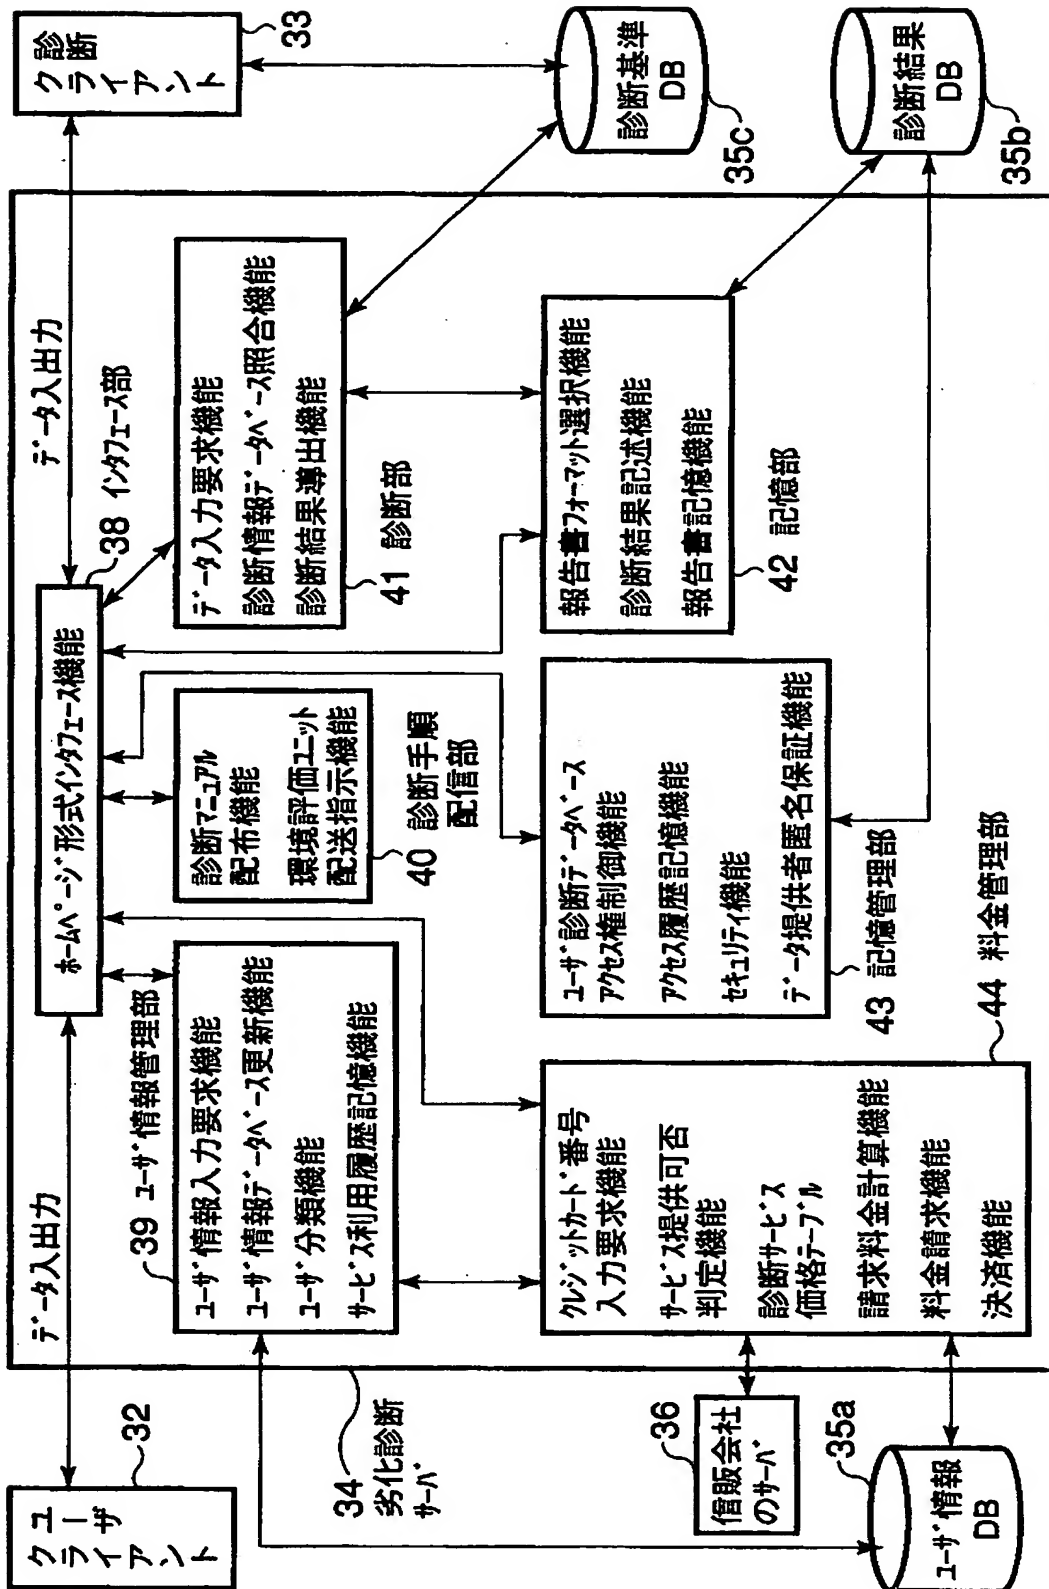 ユーザ
クライアント
32
データ入出力
ホームページ形式インタフェース機能
38 インタフェース部
データ入出力
診断
クライアント
33
34
劣化診断
サーバ
39 ユーザ情報管理部
ユーザ情報入力要求機能
ユーザ情報データベース更新機能
ユーザ分類機能
サービス利用履歴記憶機能
診断マニュアル
配布機能
環境評価ユニット
配送指示機能
40 診断手順
配信部
データ入力要求機能
診断情報データベース照合機能
診断結果導出機能
41 診断部
診断基準
DB
35c
36
信販会社
のサーバ
35a
ユーザ情報
DB
クレジットカード番号
入力要求機能
サービス提供可否
判定機能
診断サービス
価格テーブル
請求料金計算機能
料金請求機能
決済機能
44 料金管理部
ユーザ診断データベース
アクセス権制御機能
アクセス履歴記憶機能
セキュリティ機能
データ提供者匿名保証機能
43 記憶管理部
報告書フォーマット選択機能
診断結果記述機能
報告書記憶機能
42 記憶部
診断結果
DB
35b